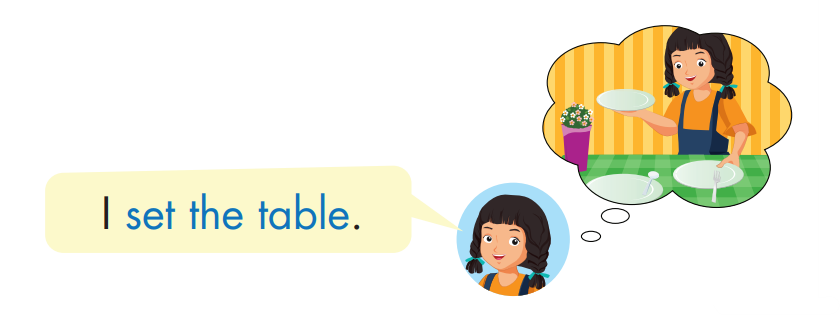 I set the table.